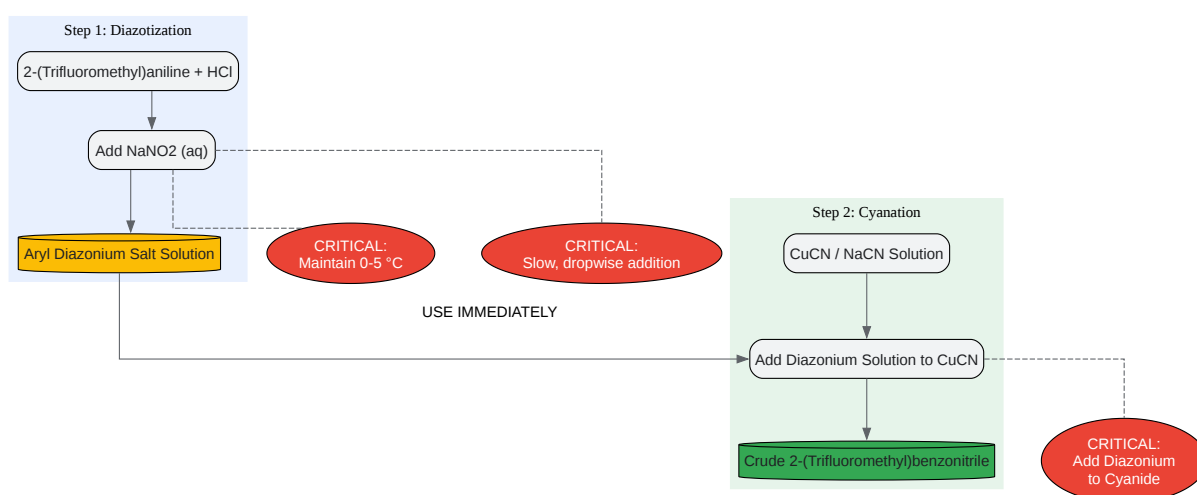 Step 1: Diazotization
2-(Trifluoromethyl)aniline + HCl
Add NaNO2 (aq)
Aryl Diazonium Salt Solution
CRITICAL:
Maintain 0-5 °C
CRITICAL:
Slow, dropwise addition
USE IMMEDIATELY
Step 2: Cyanation
CuCN / NaCN Solution
Add Diazonium Solution to CuCN
Crude 2-(Trifluoromethyl)benzonitrile
CRITICAL:
Add Diazonium
to Cyanide